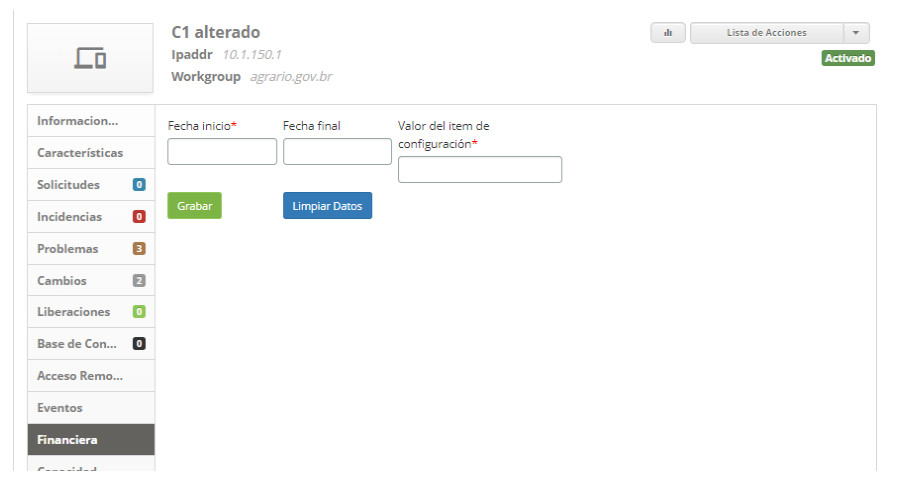 C1 alterado
Ipaddr 10.1.150.1
Workgroup agrario.gov.br
Lista de Acciones
Activado
Informacion...
Características
Solicitudes 0
Incidencias 0
Problemas 3
Cambios 2
Liberaciones 0
Base de Con... 0
Acceso Remo...
Eventos
Financiera
Fecha inicio*
Fecha final
Valor del item de
configuración*
Grabar
Limpiar Datos